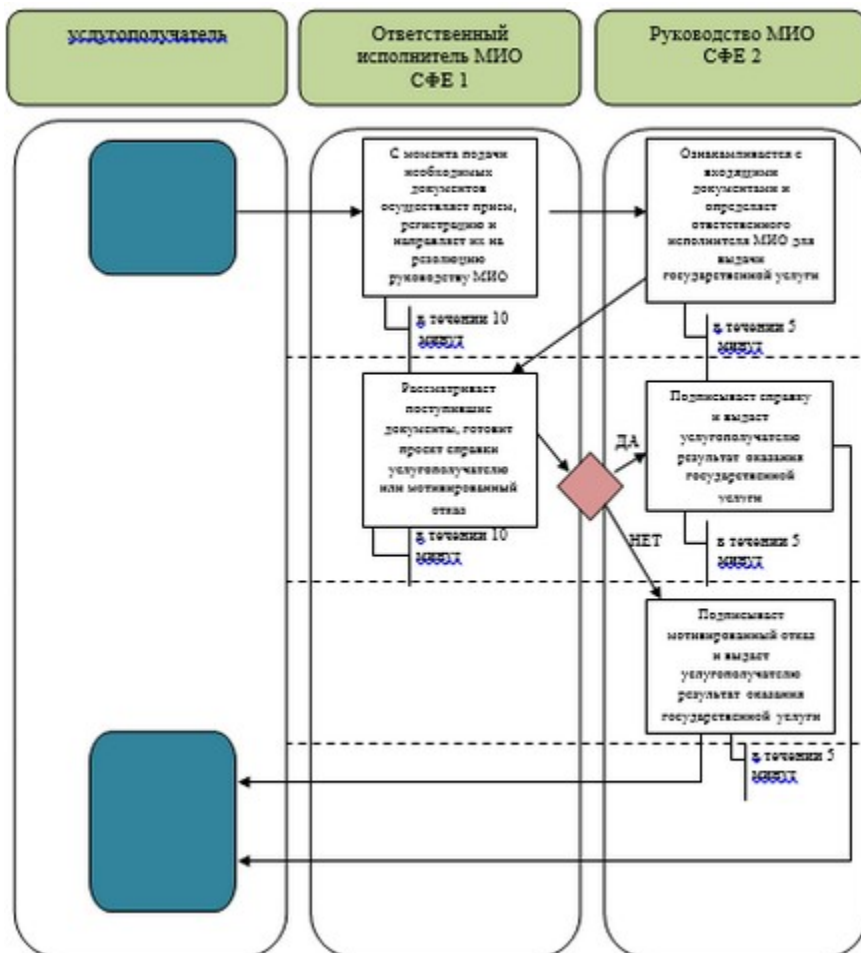 услугополучатель
Ответственный
исполнитель МИО
СФЕ 1
Руководство МИО
СФЕ 2
С момента подачи
необходимых
документов
осуществляет прием,
регистрацию и
направляет их на
резолюцию
руководству МИО
Ознакамливается с
входящими
документами и
определяет
ответственного
исполнителя МИО для
выдачи
государственной услуги
в течении 10
минут
в течении 5
минут
Рассматривает
поступившие
документы, готовит
проект справки
услугополучателю
или мотивированный
отказ
ДА
Подписывает справку
и выдает
услугополучателю
результат оказания
государственной
услуги
в течении 10
минут
НЕТ
в течении 5
минут
Подписывает
мотивированный отказ
и выдает
услугополучателю
результат оказания
государственной услуги
в течении 5
минут